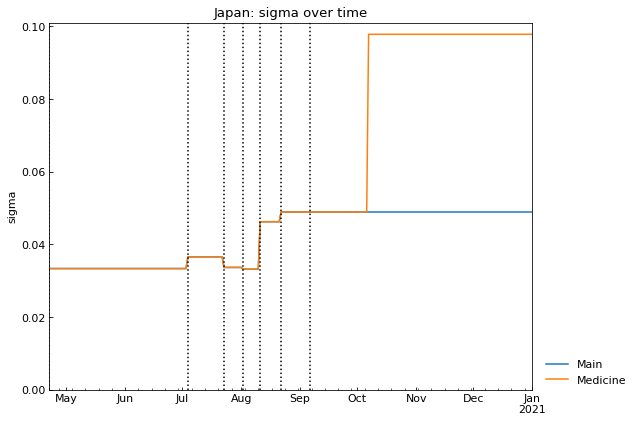 Japan: sigma over time
0.10
0.08
0.06
0.04
0.02
0.00
sigma
May Jun Jul Aug Sep Oct Nov Dec Jan
2021
Main
Medicine